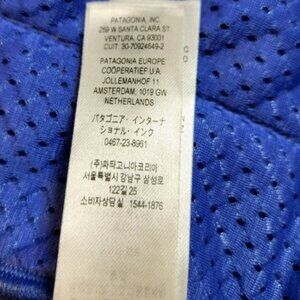 PATAGONIA, INC
259 W SANTA CLARA ST
VENTURA, CA 93001
CUIT: 30-70924649-2
PATAGONIA EUROPE
COÖPERATIEF U.A.
JOLLEMANHOF 11
AMSTERDAM, 1019 GW
NETHERLANDS
パタゴニア・インターナ
ショナル・インク
0467-23-8961
(주)파타고니아코리아
서울특별시 강남구 삼성로
122길 25
소비자상담실 1544-1876